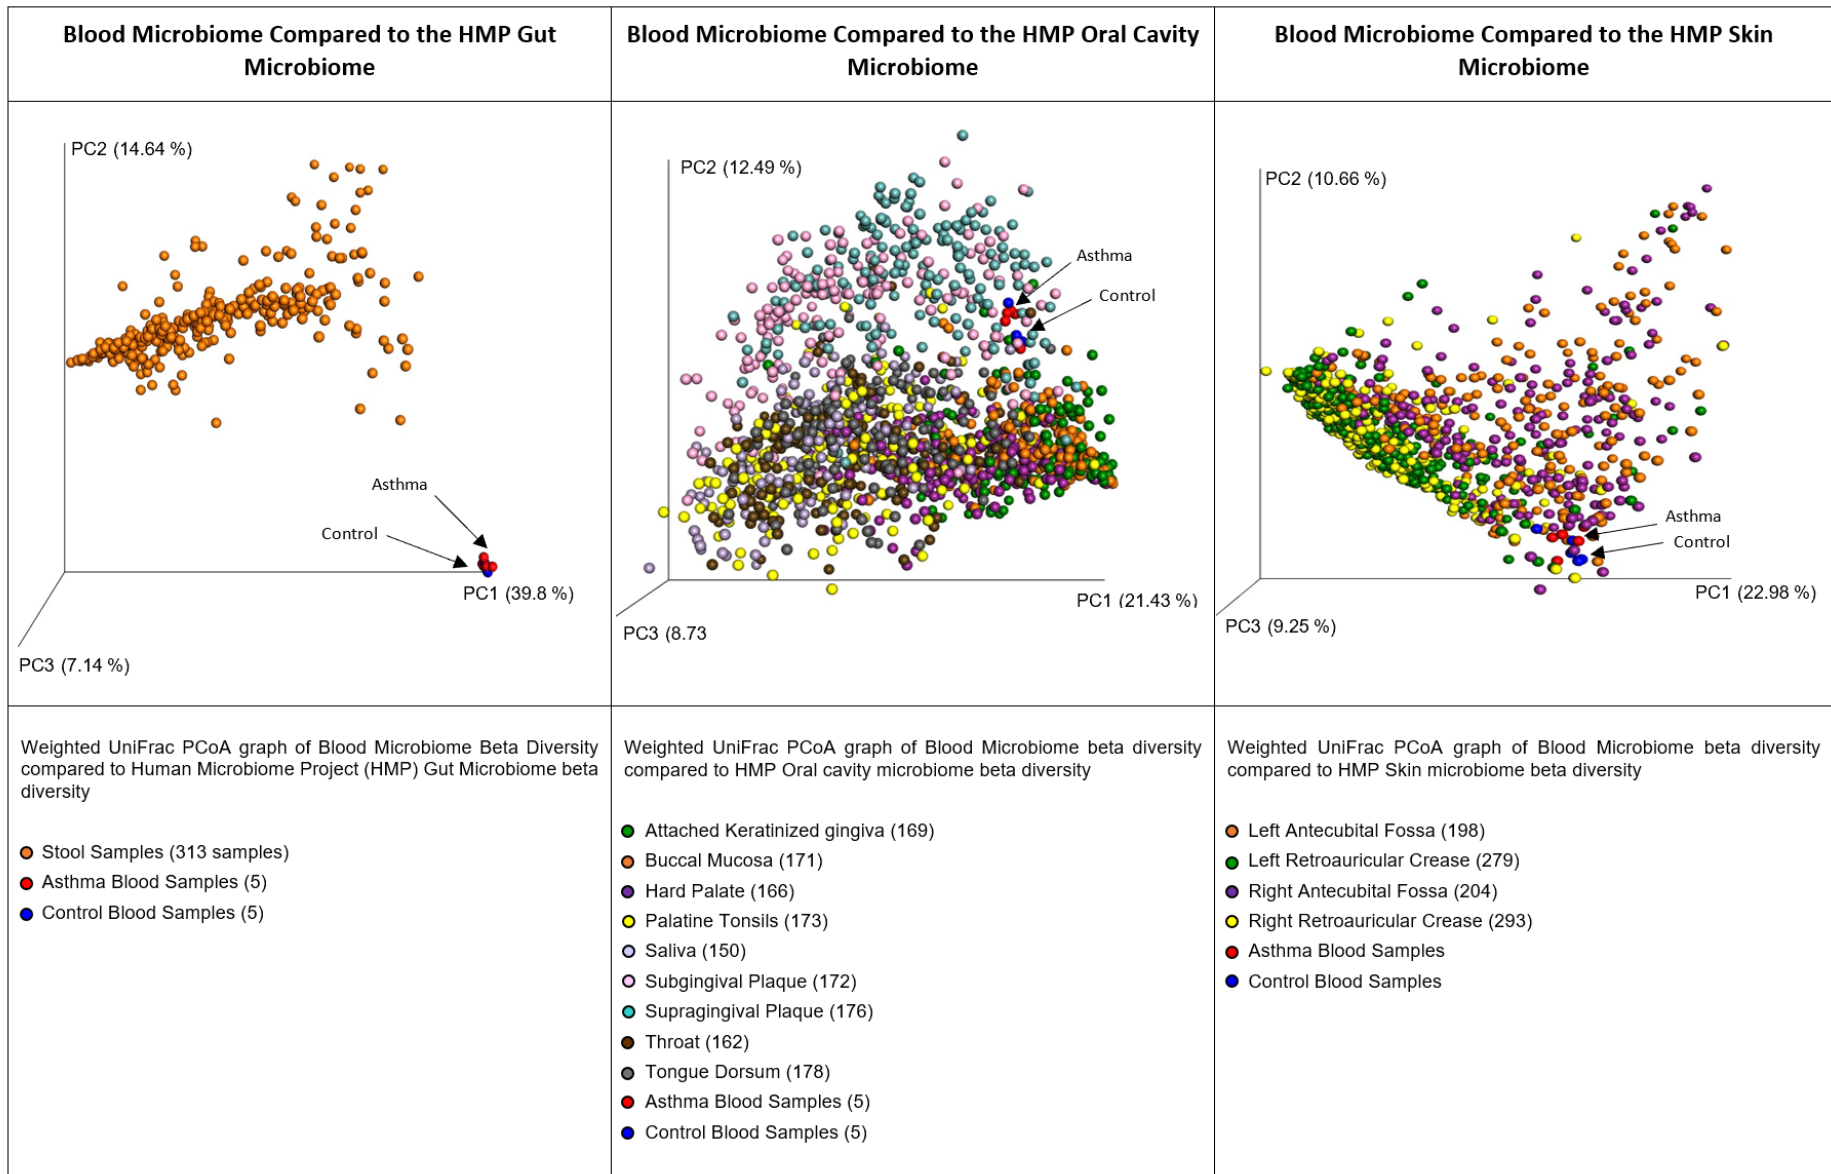 Blood Microbiome Compared to the HMP Gut
Microbiome
Blood Microbiome Compared to the HMP Oral Cavity
Microbiome
Blood Microbiome Compared to the HMP Skin
Microbiome
PC2 (14.64 %)
Asthma
Control
PC1 (39.8 %)
PC3 (7.14 %)
PC2 (12.49 %)
Asthma
Control
PC1 (21.43 %)
PC3 (8.73
PC2 (10.66 %)
Asthma
Control
PC1 (22.98 %)
PC3 (9.25 %)
Weighted UniFrac PCoA graph of Blood Microbiome Beta Diversity
compared to Human Microbiome Project (HMP) Gut Microbiome beta
diversity
Stool Samples (313 samples)
Asthma Blood Samples (5)
Control Blood Samples (5)
Weighted UniFrac PCoA graph of Blood Microbiome beta diversity
compared to HMP Oral cavity microbiome beta diversity
Attached Keratinized gingiva (169)
Buccal Mucosa (171)
Hard Palate (166)
Palatine Tonsils (173)
Saliva (150)
Subgingival Plaque (172)
Supragingival Plaque (176)
Throat (162)
Tongue Dorsum (178)
Asthma Blood Samples (5)
Control Blood Samples (5)
Weighted UniFrac PCoA graph of Blood Microbiome beta diversity
compared to HMP Skin microbiome beta diversity
Left Antecubital Fossa (198)
Left Retroauricular Crease (279)
Right Antecubital Fossa (204)
Right Retroauricular Crease (293)
Asthma Blood Samples
Control Blood Samples